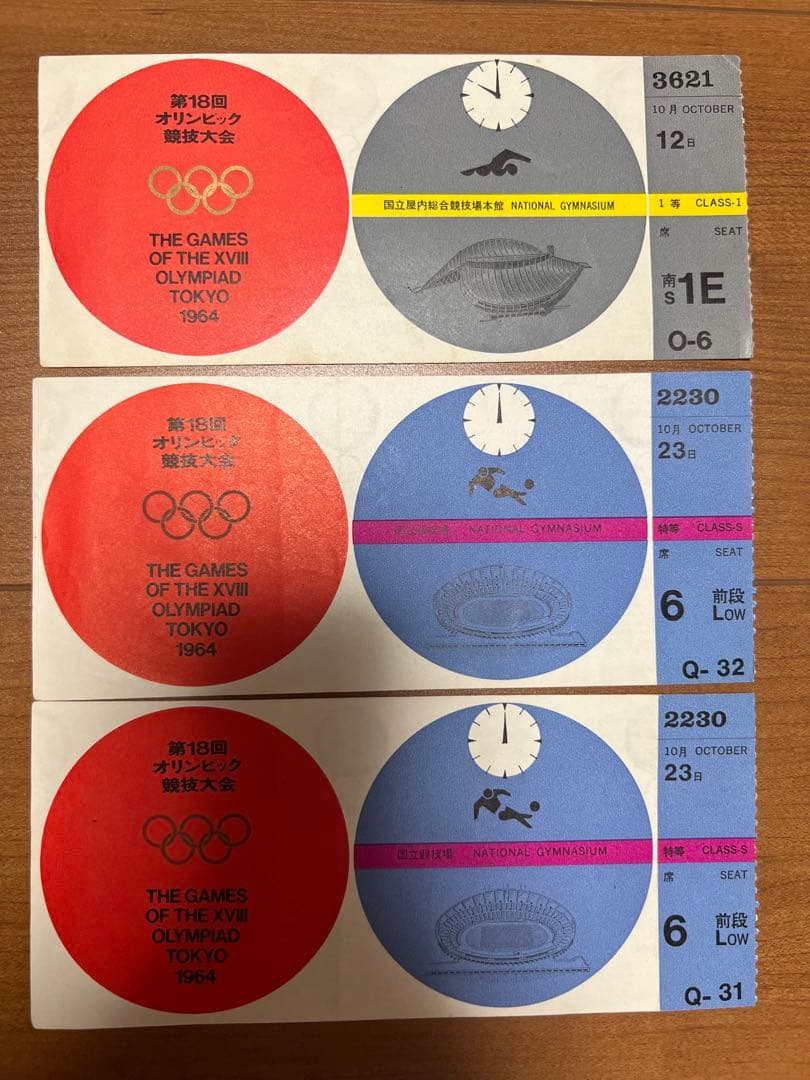 第18回
オリンピック
競技大会
THE GAMES
OF THE XVIII
OLYMPIAD
TOKYO
1964
国立屋内総合競技場本館 NATIONAL GYMNASIUM
3621
10月 OCTOBER
12日
1等 CLASS-1
席 SEAT
南
S 1E
O-6
第18回
オリンピック
競技大会
THE GAMES
OF THE XVIII
OLYMPIAD
TOKYO
1964
国立競技場 NATIONAL GYMNASIUM
2230
10月 OCTOBER
23日
特等 CLASS-S
席 SEAT
6 前段
LOW
Q-32
第18回
オリンピック
競技大会
THE GAMES
OF THE XVIII
OLYMPIAD
TOKYO
1964
国立競技場 NATIONAL GYMNASIUM
2230
10月 OCTOBER
23日
特等 CLASS-S
席 SEAT
6 前段
LOW
Q-31